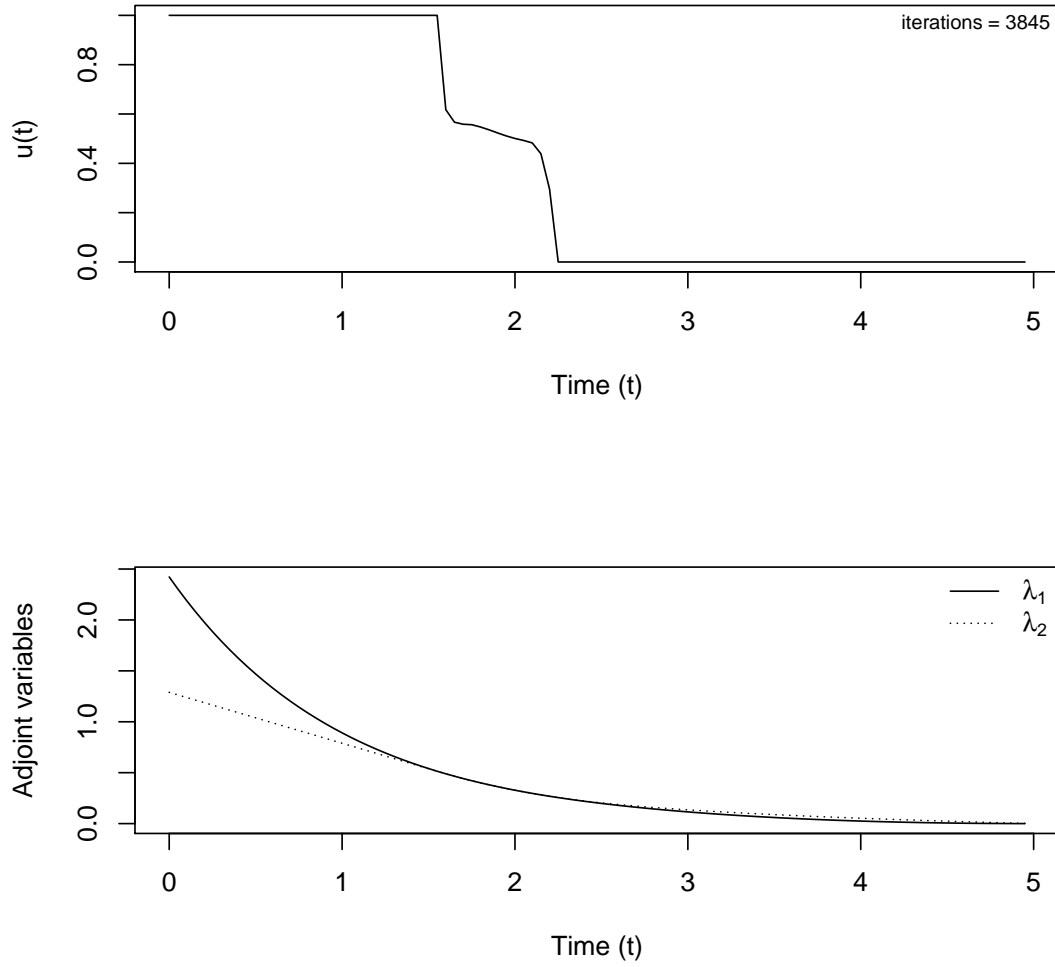 iterations = 3845
u(t)
0.0
0.4
0.8
0
1
2
3
4
5
Time (t)
λ1
λ2
Adjoint variables
0.0
1.0
2.0
0
1
2
3
4
5
Time (t)